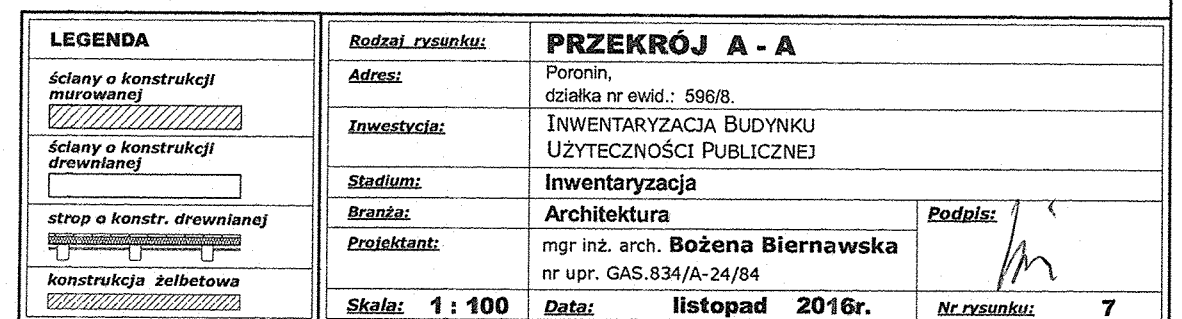 LEGENDA
ściany o konstrukcji
murowanej
ściany o konstrukcji
drewnianej
strop o konstr. drewnianej
konstrukcja żelbetowa
Rodzaj rysunku: PRZEKRÓJ A - A
Adres: Poronin,
działka nr ewid.: 596/8.
Inwestycja: INWENTARYZACJA BUDYNKU
UŻYTECZNOŚCI PUBLICZNEJ
Stadium: Inwentaryzacja
Branża: Architektura
Podpis:
Projektant: mgr inż. arch. Bożena Biernawska
nr upr. GAS.834/A-24/84
Skala: 1 : 100 Data: listopad 2016r. Nr rysunku: 7